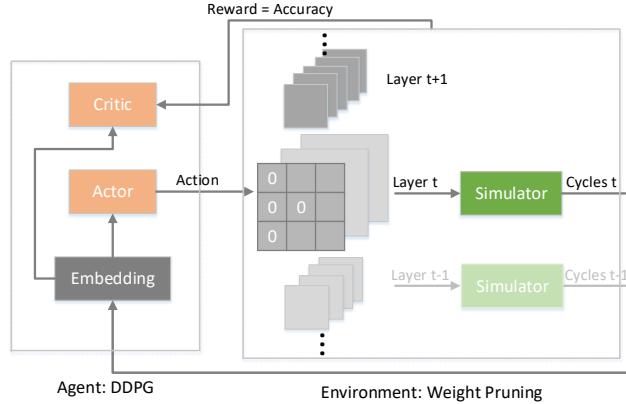 Reward = Accuracy
Layer t+1
Critic
Actor
Action
0
0 0
0
Layer t
Simulator
Cycles t
Embedding
Layer t-1
Simulator
Cycles t-1
Agent: DDPG
Environment: Weight Pruning